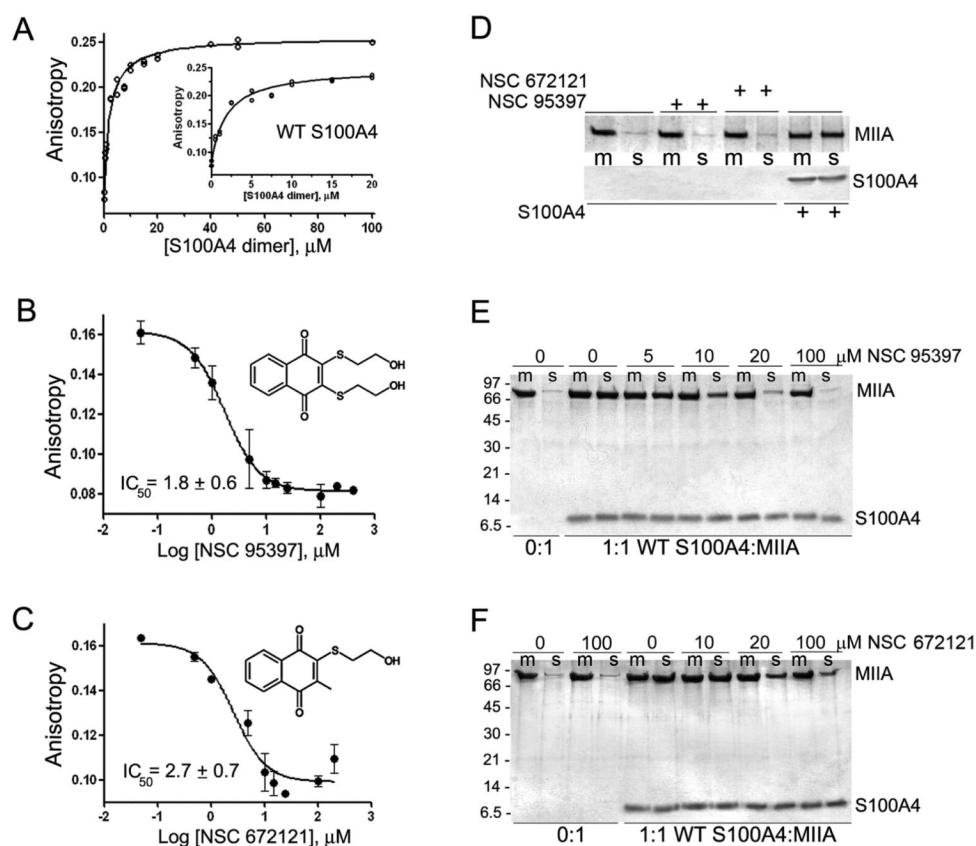 A
Anisotropy
0.25
0.20
0.15
0.10
0 20 40 60 80 100
[S100A4 dimer], µM
Anisotropy
0.25
0.20
0.15
0.10
0 5 10 15 20
[S100A4 dimer], µM
WT S100A4
B
Anisotropy
0.16
0.14
0.12
0.10
0.08
-2 -1 0 1 2 3
Log [NSC 95397], µM
IC50= 1.8 ± 0.6
O
S
OH
OH
S
O
C
Anisotropy
0.16
0.14
0.12
0.10
-2 -1 0 1 2 3
Log [NSC 672121], µM
IC50= 2.7 ± 0.7
O
S
OH
O
D
NSC 672121 + +
NSC 95397 + +
MIIA
m s m s m s m s
S100A4
S100A4 + +
E
0 0 5 10 20 100 µM NSC 95397
m s m s m s m s m s m s
97 -
66 -
45 -
30 -
21 -
14 -
6.5 -
MIIA
S100A4
0:1 1:1 WT S100A4:MIIA
F
0 100 0 10 20 100 µM NSC 672121
m s m s m s m s m s m s
97 -
66 -
45 -
30 -
21 -
14 -
6.5 -
MIIA
S100A4
0:1 1:1 WT S100A4:MIIA